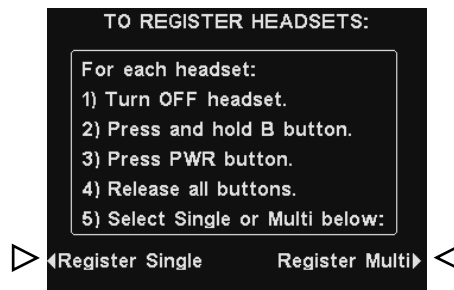 TO REGISTER HEADSETS:
For each headset:
1) Turn OFF headset.
2) Press and hold B button.
3) Press PWR button.
4) Release all buttons.
5) Select Single or Multi below:
Register Single Register Multi